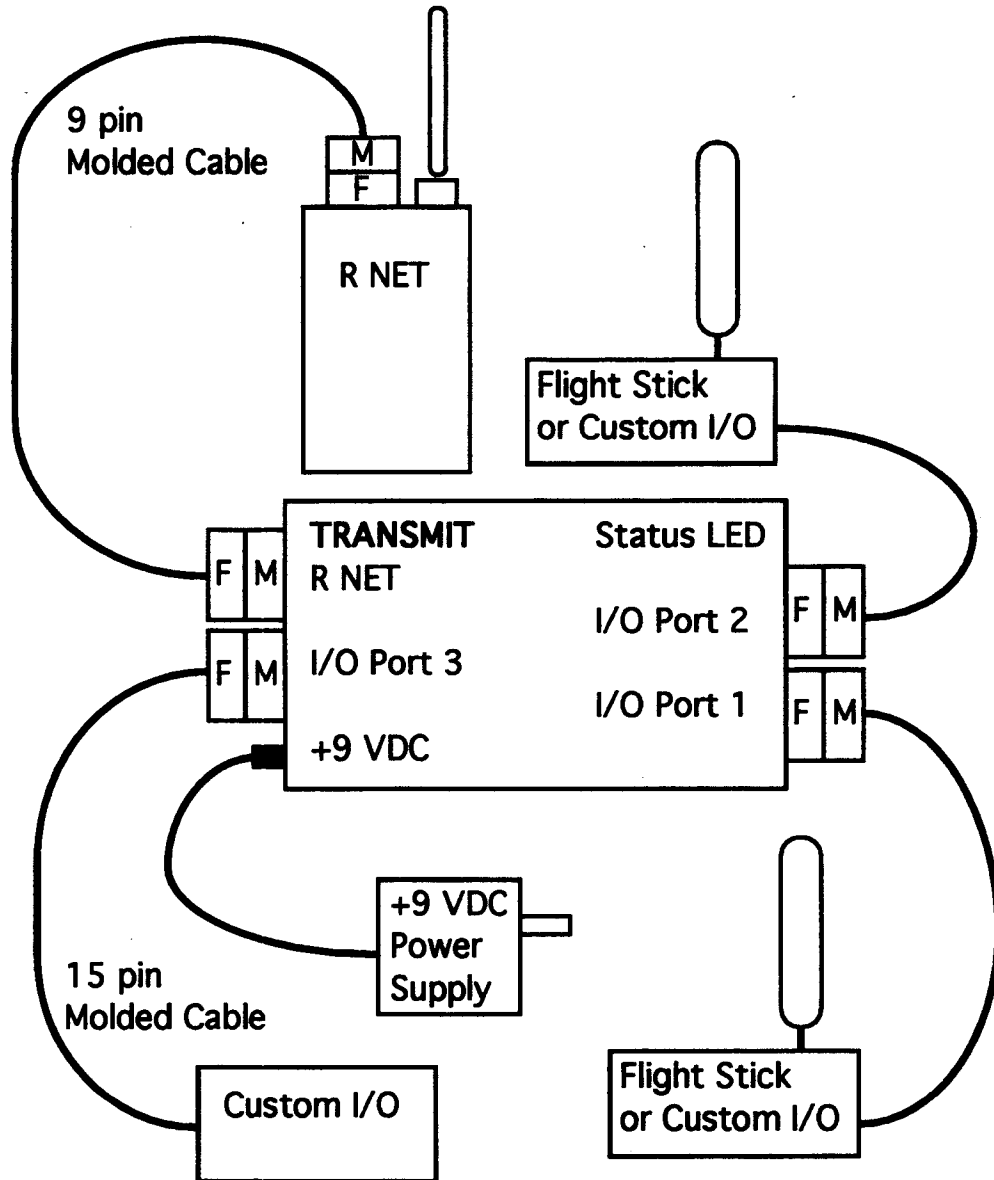 9 pin
Molded Cable
M
F
R NET
Flight Stick
or Custom I/O
TRANSMIT
R NET
I/O Port 3
+9 VDC
Status LED
I/O Port 2
I/O Port 1
F M
F M
F M
F M
+9 VDC
Power
Supply
15 pin
Molded Cable
Custom I/O
Flight Stick
or Custom I/O